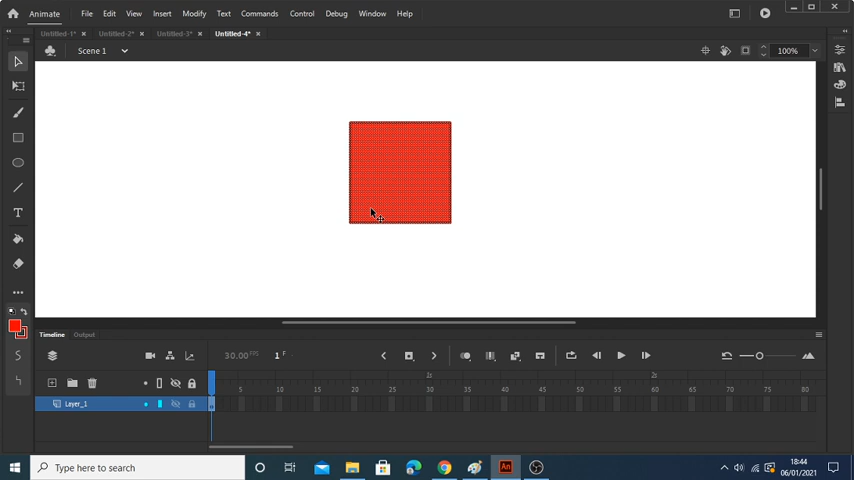 Animate File Edit View Insert Modify Text Commands Control Debug Window Help
Untitled-1* × Untitled-2* × Untitled-3* × Untitled-4* ×
Scene 1 100%
T
Timeline Output
30.00 FPS 1 F
1s 2s
5 10 15 20 25 30 35 40 45 50 55 60 65 70 75 80
Layer_1
Type here to search An 18:44
06/01/2021